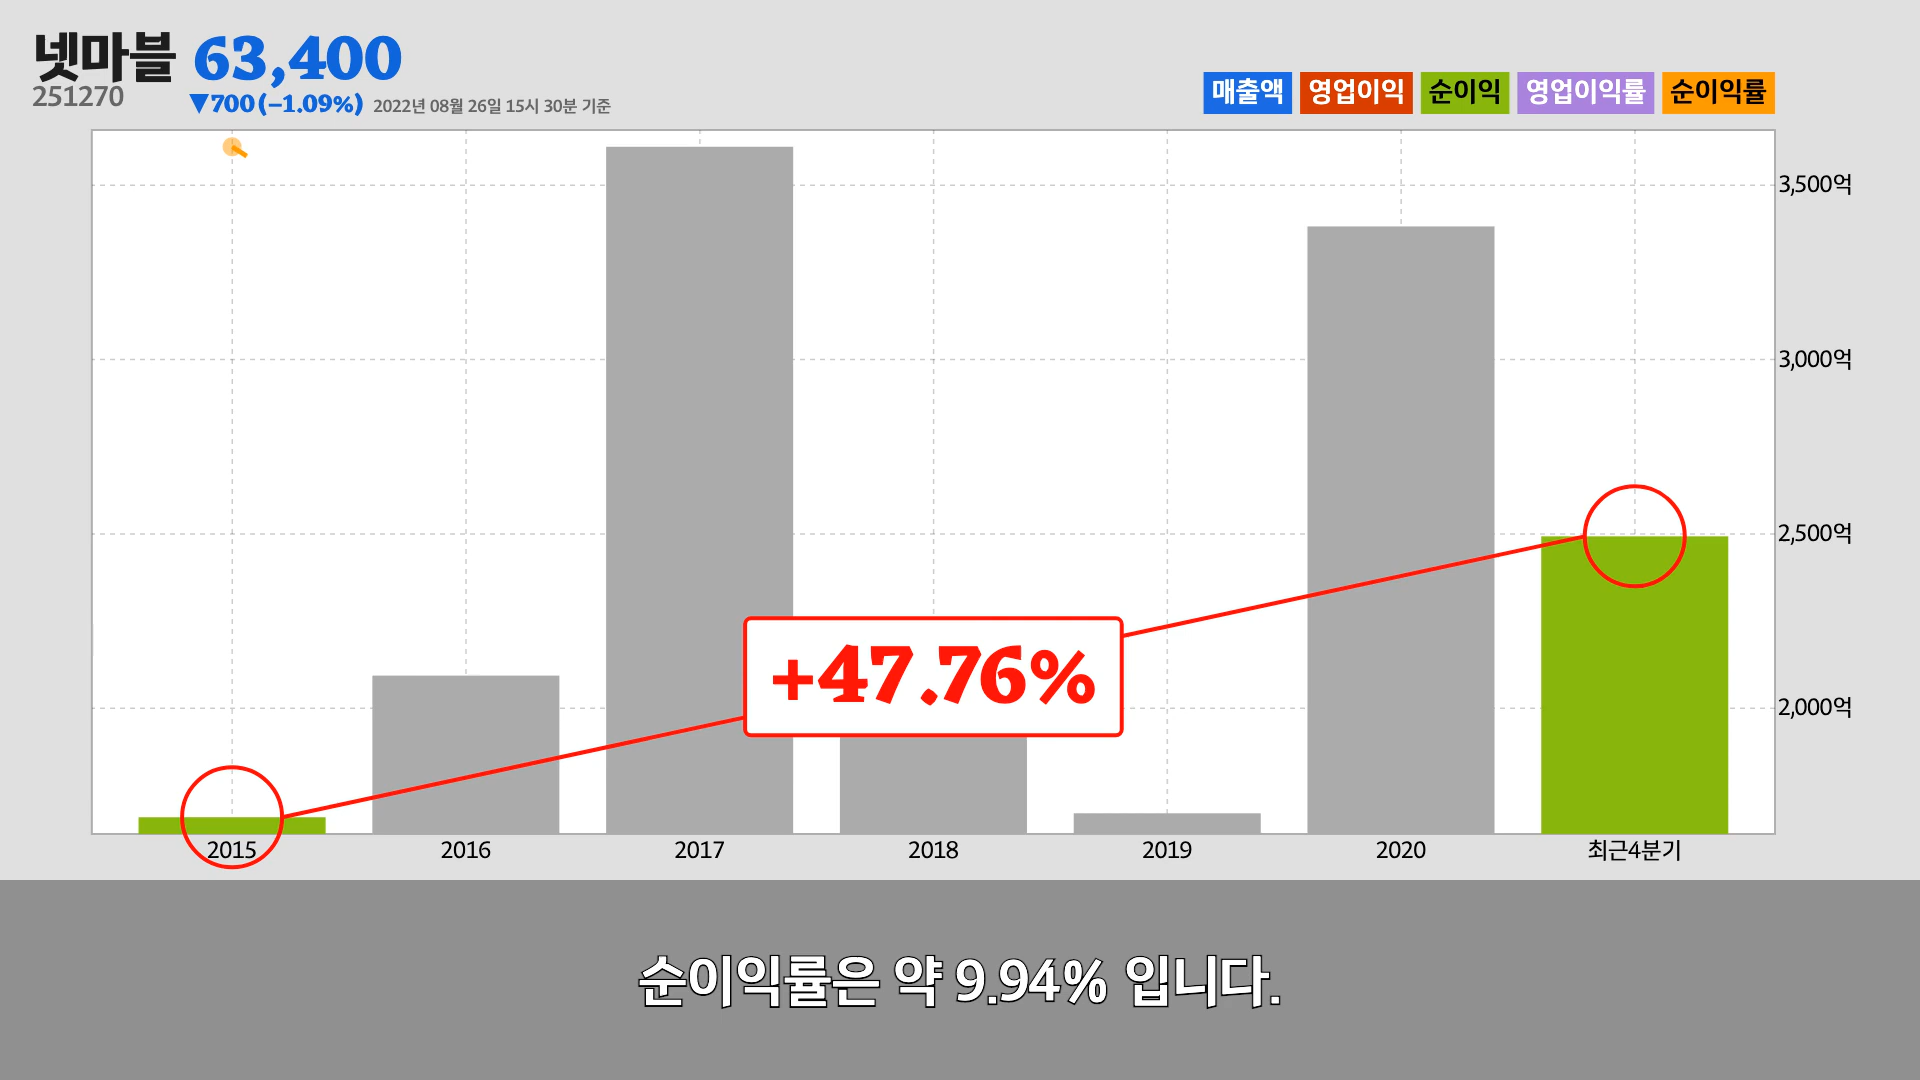 넷마블 63,400
251270
▼700(−1.09%) 2022년 08월 26일 15시 30분 기준
매출액 영업이익 순이익 영업이익률 순이익률
3,500억
3,000억
2,500억
2,000억
+47.76%
2015 2016 2017 2018 2019 2020 최근4분기
순이익률은 약 9.94% 입니다.